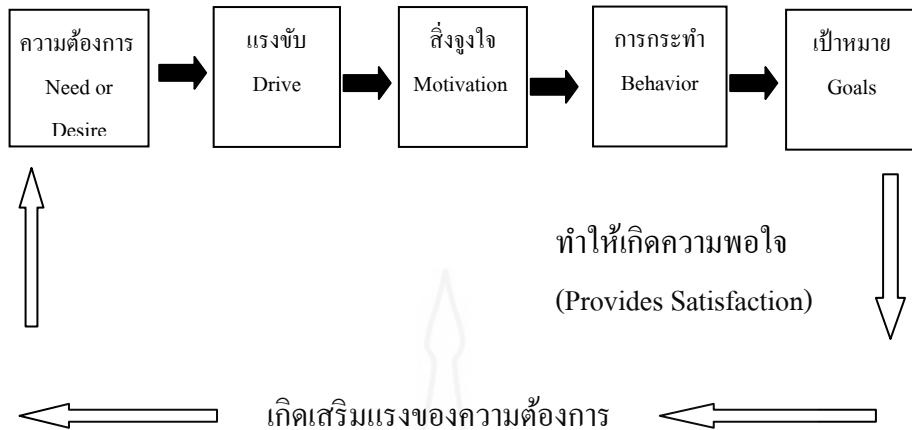 ความต้องการ
Need or
Desire
แรงขับ
Drive
สิ่งจูงใจ
Motivation
การกระทำ
Behavior
เป้าหมาย
Goals
ทำให้เกิดความพอใจ
(Provides Satisfaction)
เกิดเสริมแรงของความต้องการ